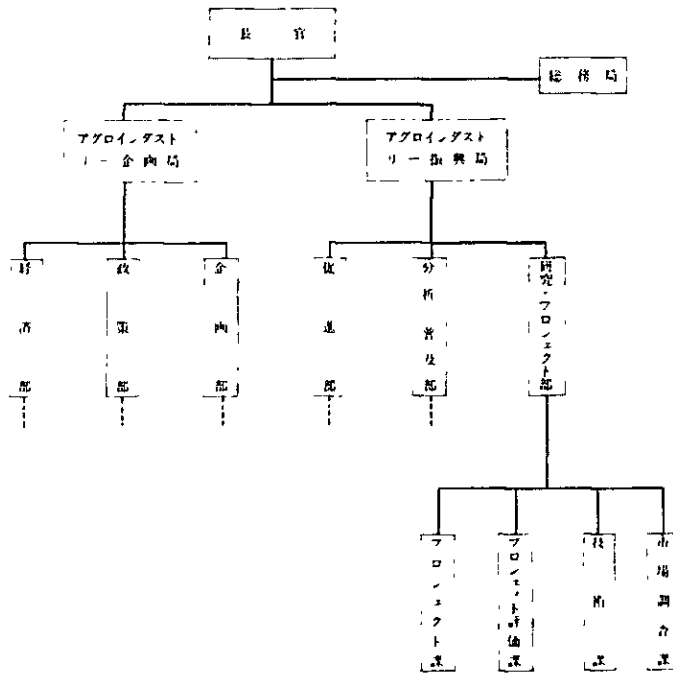 長官
総務局
アグロインダスト
リー企画局
アグロインダスト
リー振興局
経済部
政策部
企画部
促進部
分析普及部
研究・プロジェクト部
プロジェクト課
プロジェクト評価課
技術課
市場調査課